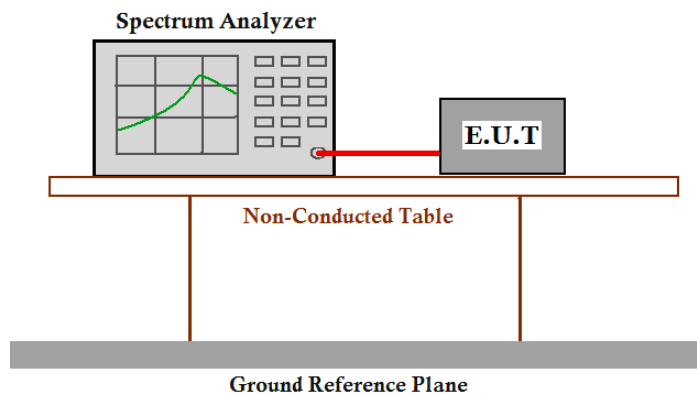 Spectrum Analyzer
E.U.T
Non-Conducted Table
Ground Reference Plane